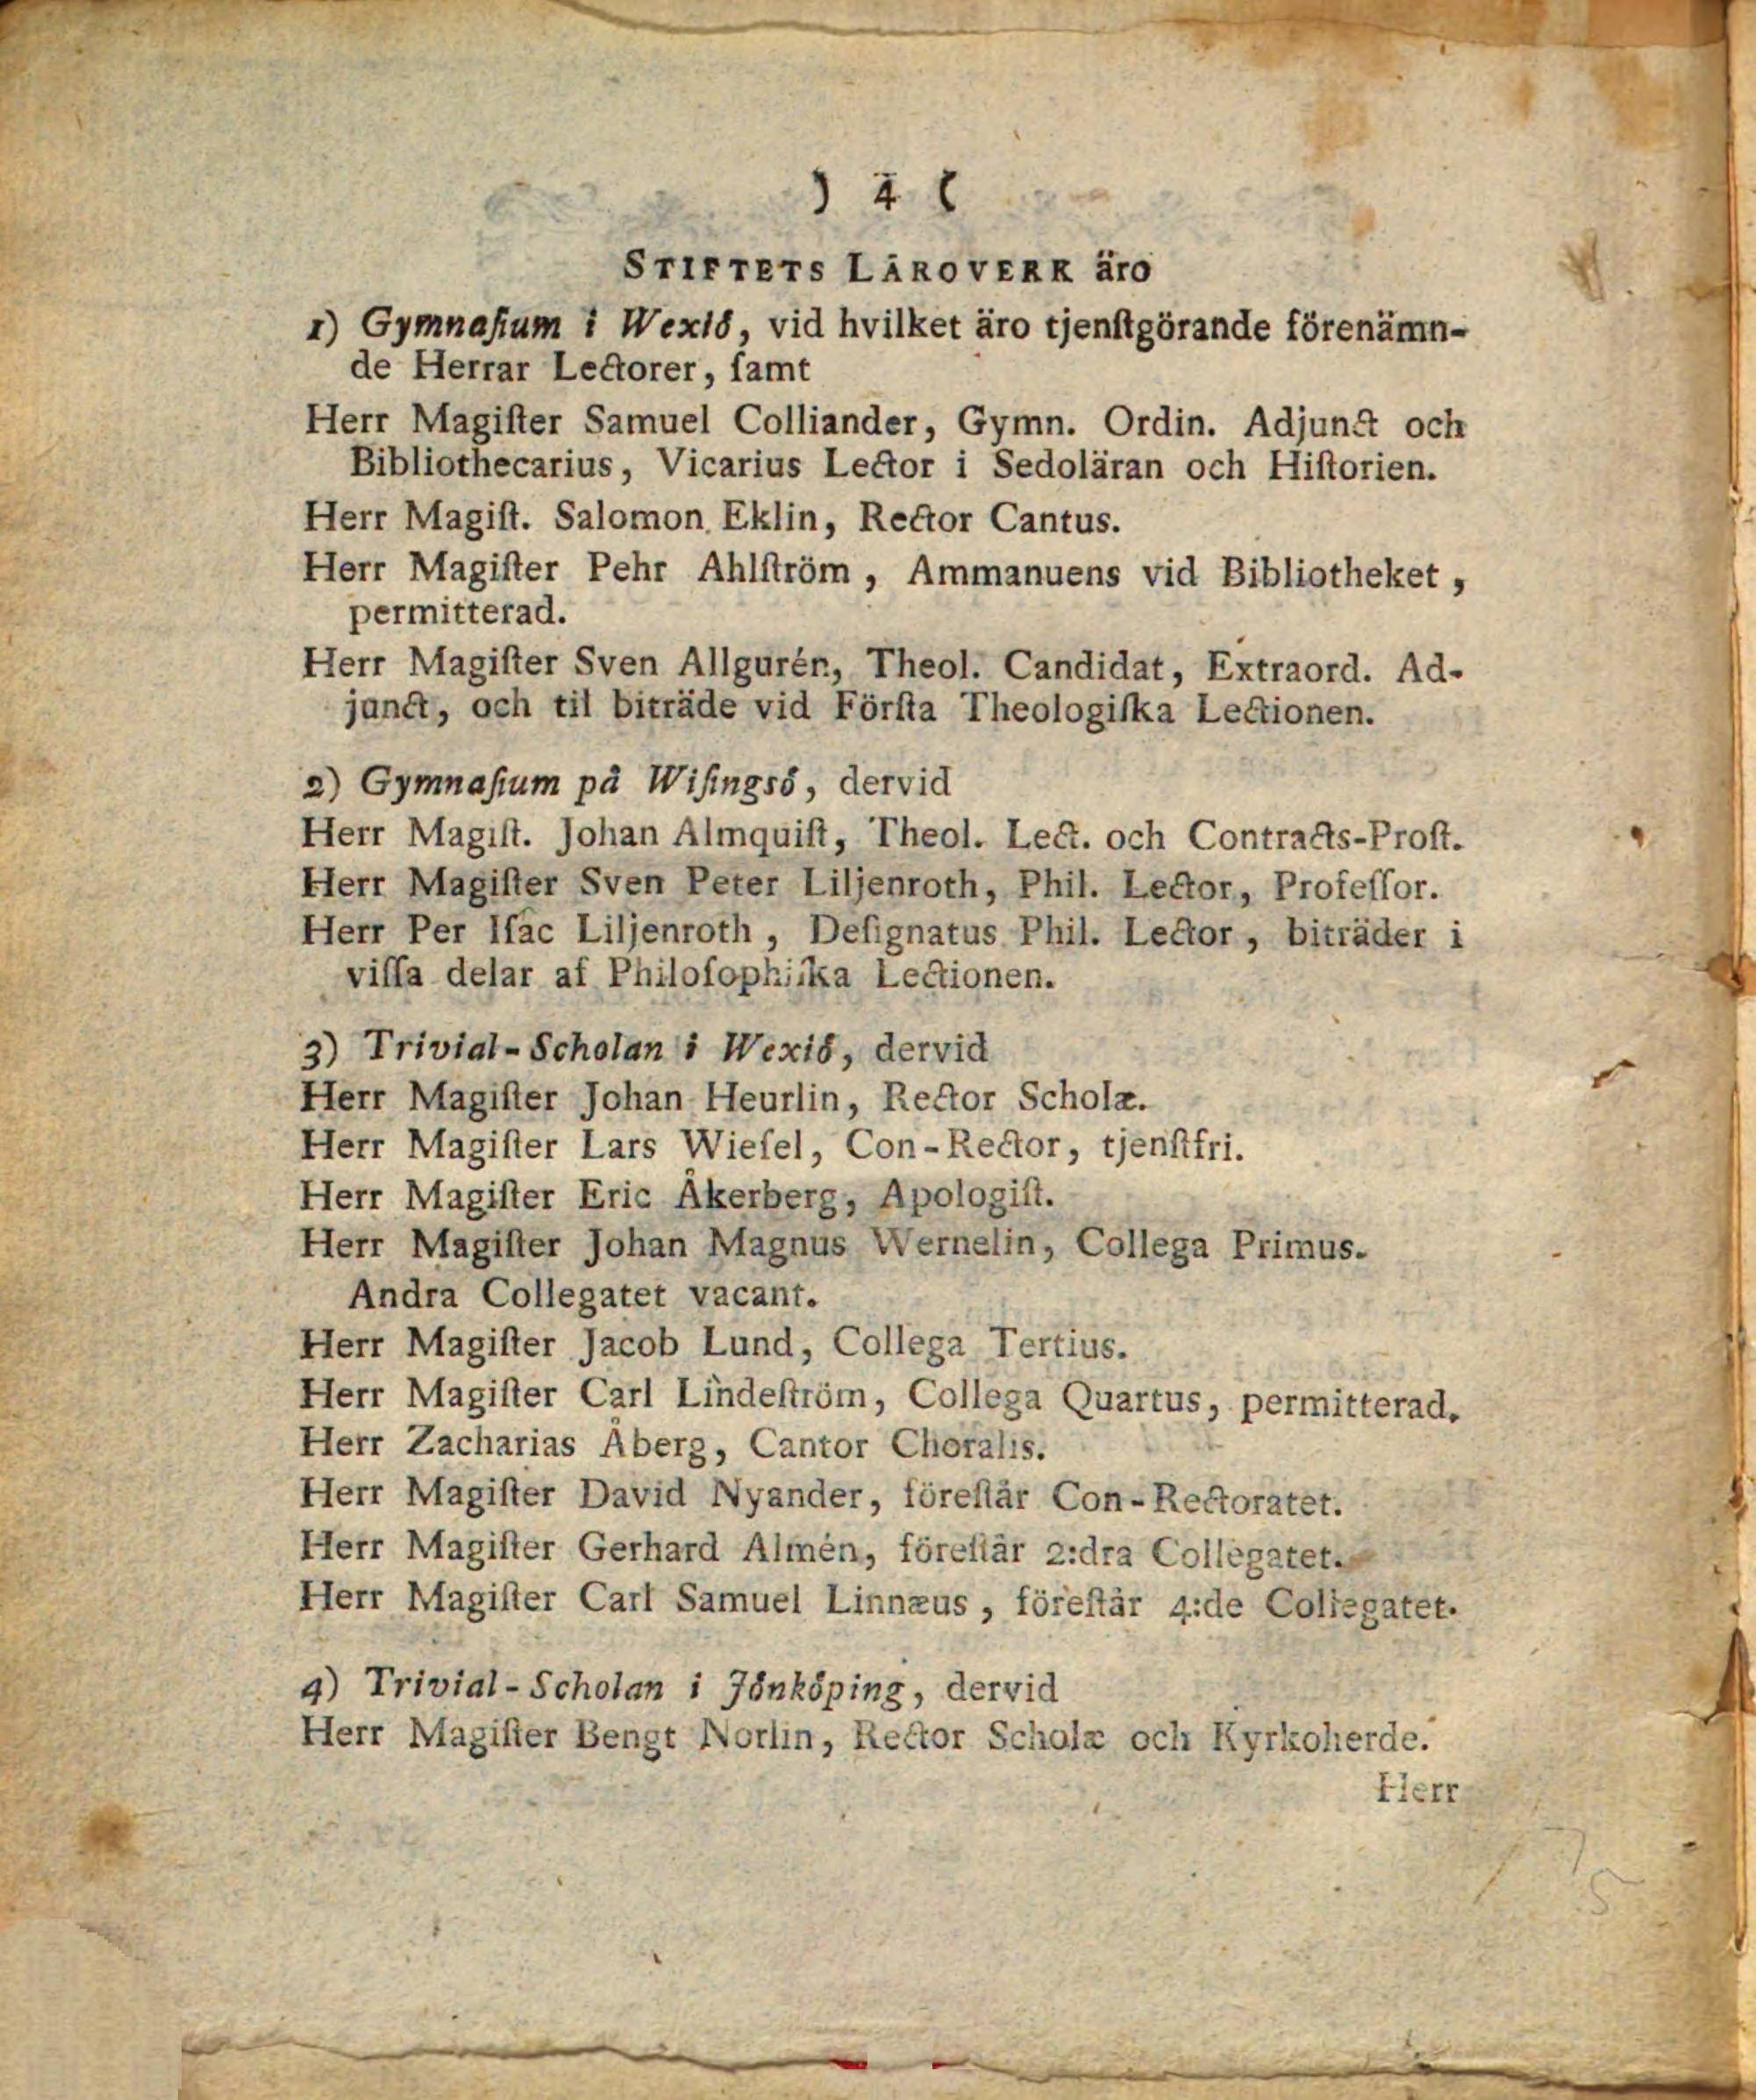 ) 4 (
STIFTETS LÄROVERK äro
1) Gymnaſium i Wexiö, vid hvilket äro tjenſtgörande förenämn-
de Herrar Lectorer, ſamt
Herr Magiſter Samuel Colliander, Gymn. Ordin. Adjunct och
Bibliothecarius, Vicarius Lector i Sedoläran och Hiſtorien.
Herr Magiſt. Salomon Eklin, Rector Cantus.
Herr Magiſter Pehr Ahlſtröm, Ammanuens vid Bibliotheket,
permitterad.
Herr Magiſter Sven Allgurén, Theol. Candidat, Extraord. Ad-
junct, och til biträde vid Förſta Theologiſka Lectionen.
2) Gymnaſium på Wiſingsö, dervid
Herr Magiſt. Johan Almquiſt, Theol. Lect. och Contracts-Proſt.
Herr Magiſter Sven Peter Liljenroth, Phil. Lector, Profeſſor.
Herr Per Iſac Liljenroth, Deſignatus Phil. Lector, biträder i
viſſa delar af Philoſophiſka Lectionen.
3) Trivial-Scholan i Wexiö, dervid
Herr Magiſter Johan Heurlin, Rector Scholæ.
Herr Magiſter Lars Wieſel, Con-Rector, tjenſtfri.
Herr Magiſter Eric Åkerberg, Apologiſt.
Herr Magiſter Johan Magnus Wernelin, Collega Primus.
Andra Collegatet vacant.
Herr Magiſter Jacob Lund, Collega Tertius.
Herr Magiſter Carl Lindeſtröm, Collega Quartus, permitterad.
Herr Zacharias Åberg, Cantor Choralis.
Herr Magiſter David Nyander, föreſtår Con-Rectoratet.
Herr Magiſter Gerhard Almén, föreſtår 2:dra Collegatet.
Herr Magiſter Carl Samuel Linnæus, föreſtår 4:de Collegatet.
4) Trivial-Scholan i Jönköping, dervid
Herr Magiſter Bengt Norlin, Rector Scholæ och Kyrkoherde.
Herr
75